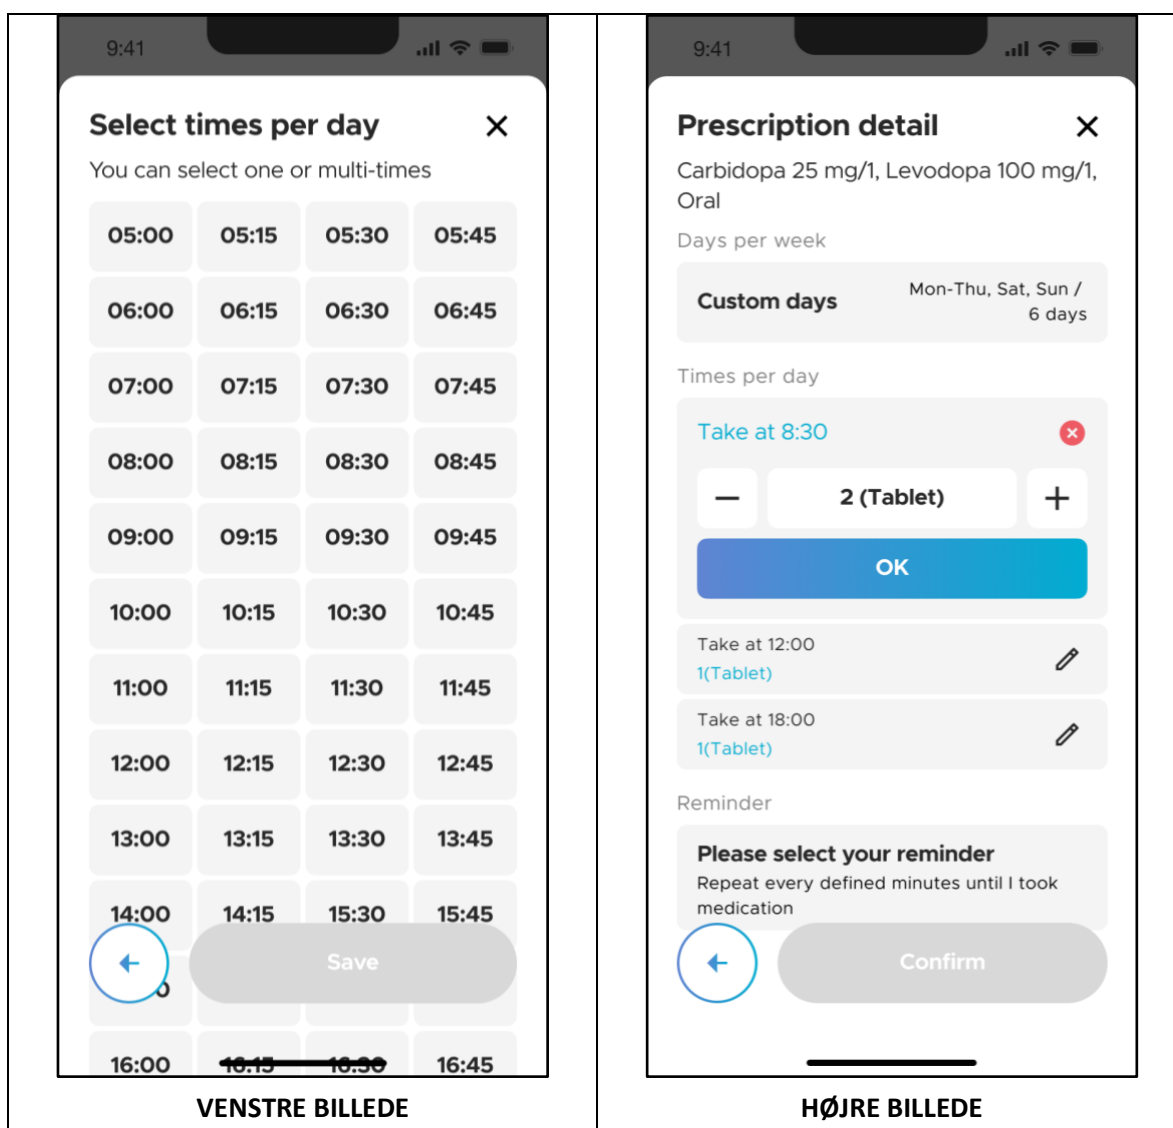 9:41
Select times per day
You can select one or multi-times
05:00 05:15 05:30 05:45
06:00 06:15 06:30 06:45
07:00 07:15 07:30 07:45
08:00 08:15 08:30 08:45
09:00 09:15 09:30 09:45
10:00 10:15 10:30 10:45
11:00 11:15 11:30 11:45
12:00 12:15 12:30 12:45
13:00 13:15 13:30 13:45
14:00 14:15 15:30 15:45
Save
16:00 16:15 16:30 16:45
VENSTRE BILLEDE
9:41
Prescription detail
Carbidopa 25 mg/1, Levodopa 100 mg/1,
Oral
Days per week
Custom days
Mon-Thu, Sat, Sun /
6 days
Times per day
Take at 8:30
2 (Tablet)
OK
Take at 12:00
1(Tablet)
Take at 18:00
1(Tablet)
Reminder
Please select your reminder
Repeat every defined minutes until I took
medication
Confirm
HØJRE BILLEDE